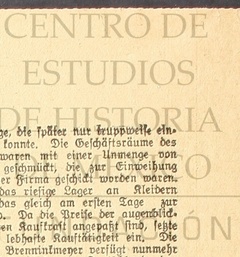 CENTRO DE
ESTUDIOS
DE HISTORIA
ge, die später nur truppweise ein-
konnte. Die Geschäftsräume des
waren mit einer Unmenge von
geschmückt, die zur Einweihung
er Firma geschickt worden waren.
das riesige Lager an Kleidern
das gleich am ersten Tage zur
Da die Preise der augenblick-
en Kaufkraft angepaßt sind, setzte
lebhafte Kauftätigkeit ein. Die
Brenninkmeyer verfügt nunmehr